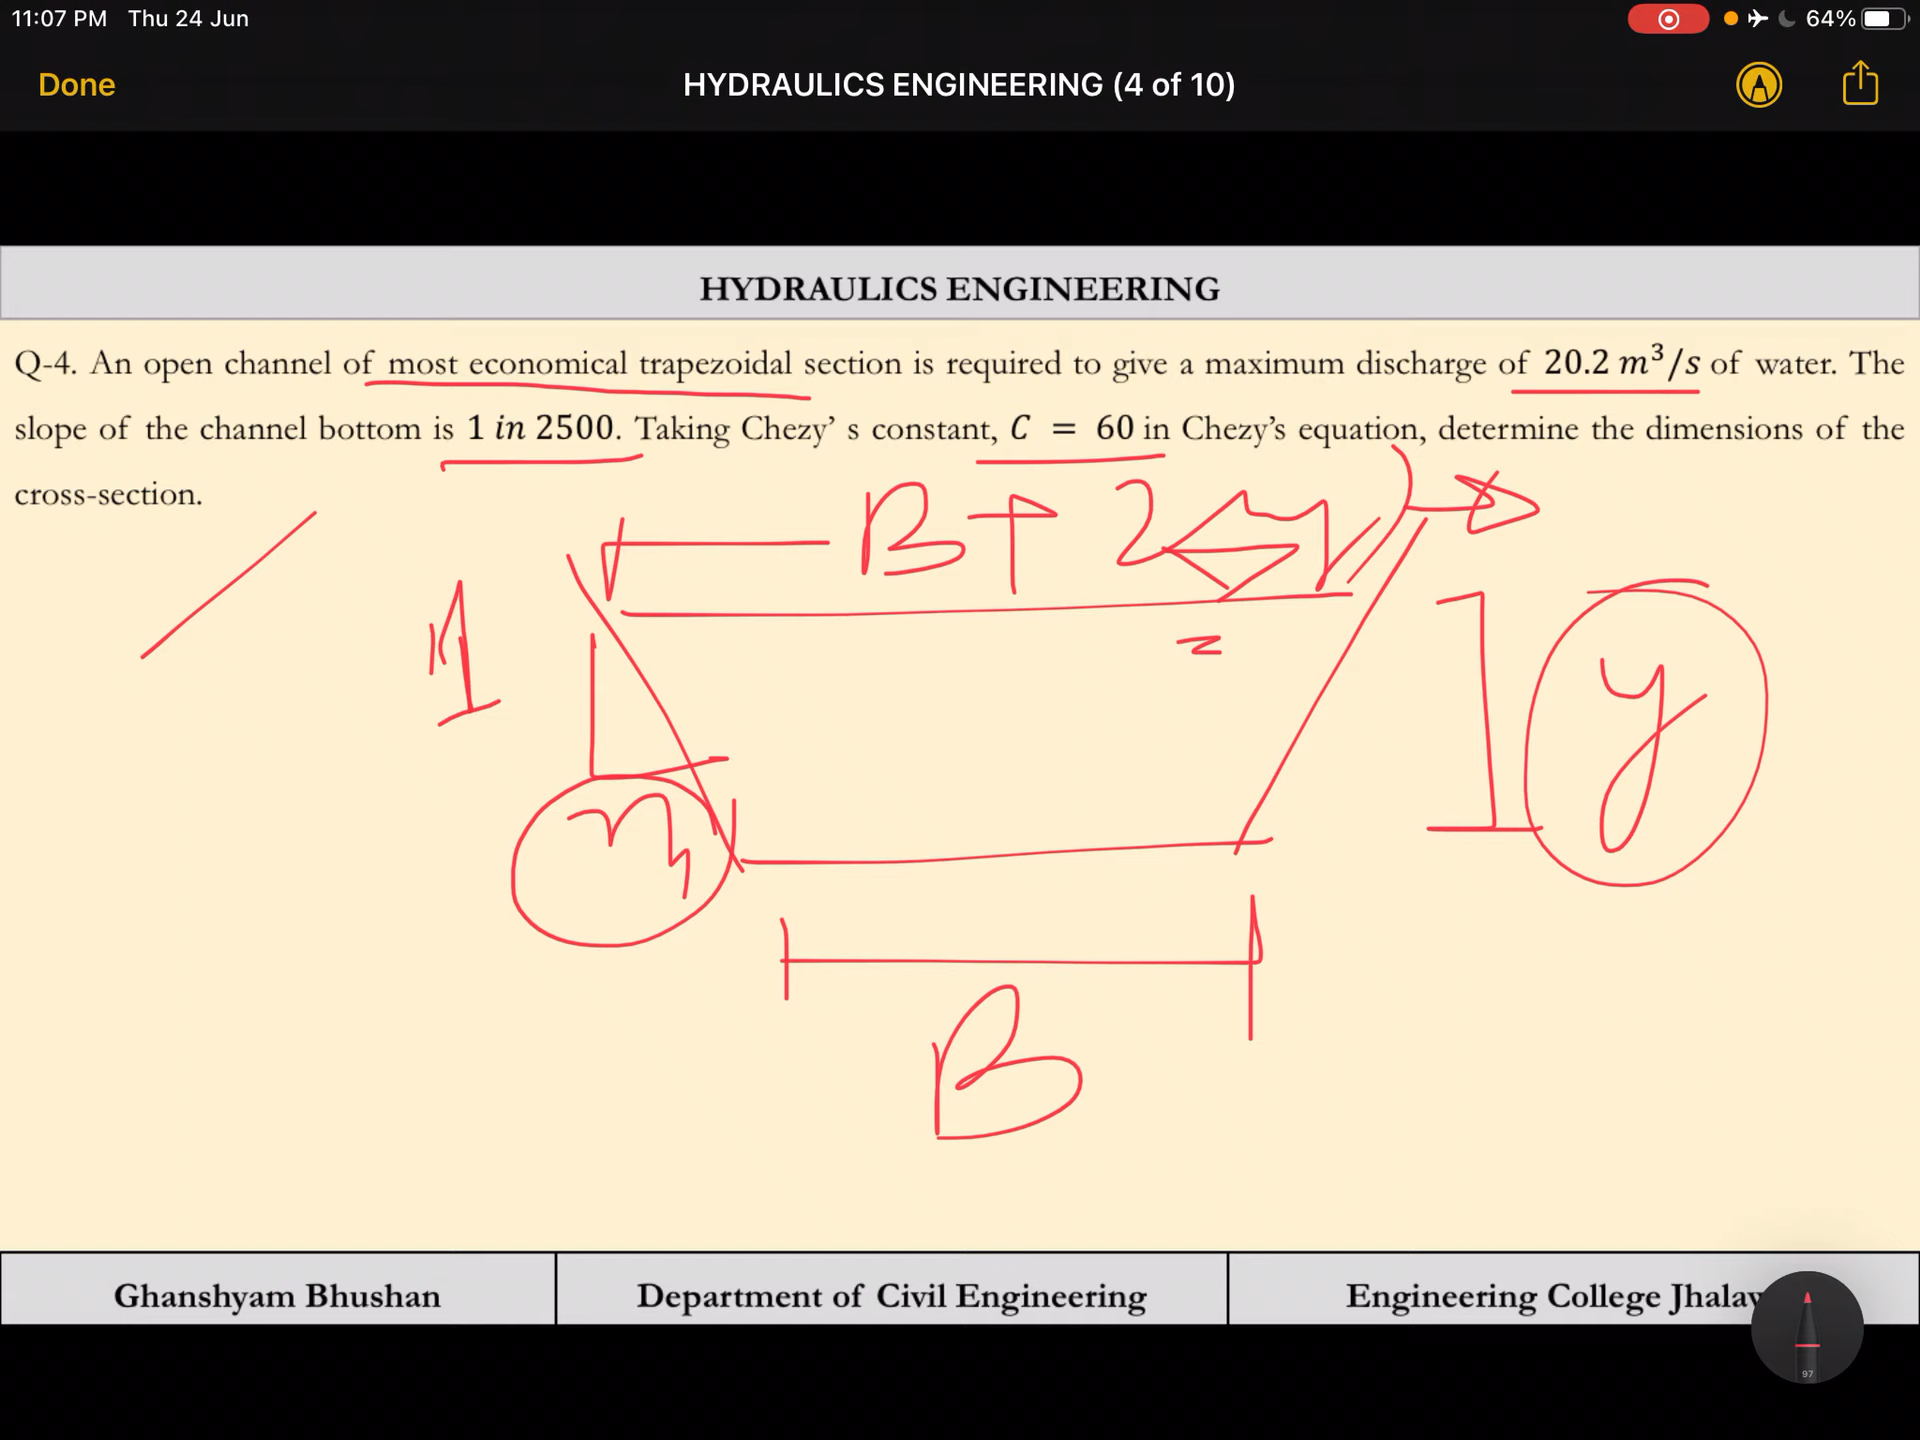 11:07 PM Thu 24 Jun
64%
Done
HYDRAULICS ENGINEERING (4 of 10)
HYDRAULICS ENGINEERING
Q-4. An open channel of most economical trapezoidal section is required to give a maximum discharge of 20.2 m³/s of water. The
slope of the channel bottom is 1 in 2500. Taking Chezy' s constant, C = 60 in Chezy's equation, determine the dimensions of the
cross-section.
B+ 2
1
y
m
B
Ghanshyam Bhushan
Department of Civil Engineering
Engineering College
97